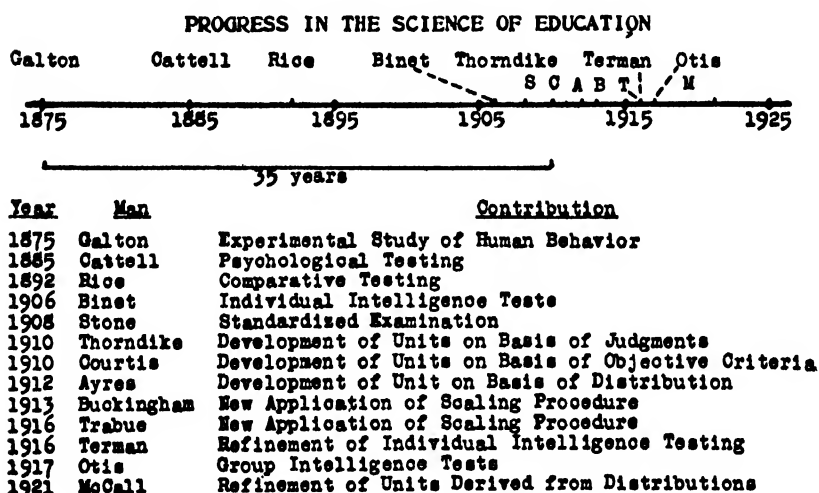 PROGRESS IN THE SCIENCE OF EDUCATION
Galton Cattell Rice Binet Thorndike Terman Otis
S C A B T M
1875 1885 1895 1905 1915 1925
35 years
Year Man Contribution
1875 Galton Experimental Study of Human Behavior
1885 Cattell Psychological Testing
1892 Rice Comparative Testing
1906 Binet Individual Intelligence Tests
1908 Stone Standardized Examination
1910 Thorndike Development of Units on Basis of Judgments
1910 Courtis Development of Units on Basis of Objective Criteria
1912 Ayres Development of Unit on Basis of Distribution
1913 Buckingham New Application of Scaling Procedure
1916 Trabue New Application of Scaling Procedure
1916 Terman Refinement of Individual Intelligence Testing
1917 Otis Group Intelligence Tests
1921 McCall Refinement of Units Derived from Distributions